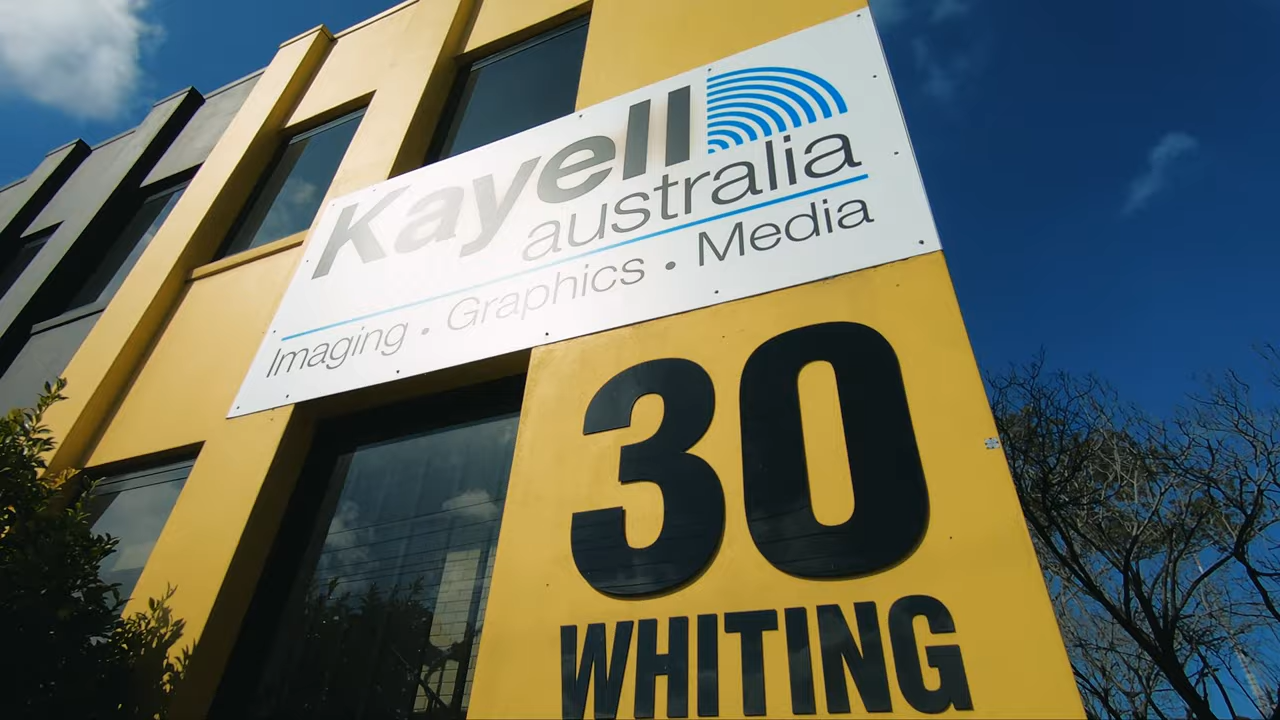 Kayell
australia
Imaging • Graphics • Media
30
WHITING